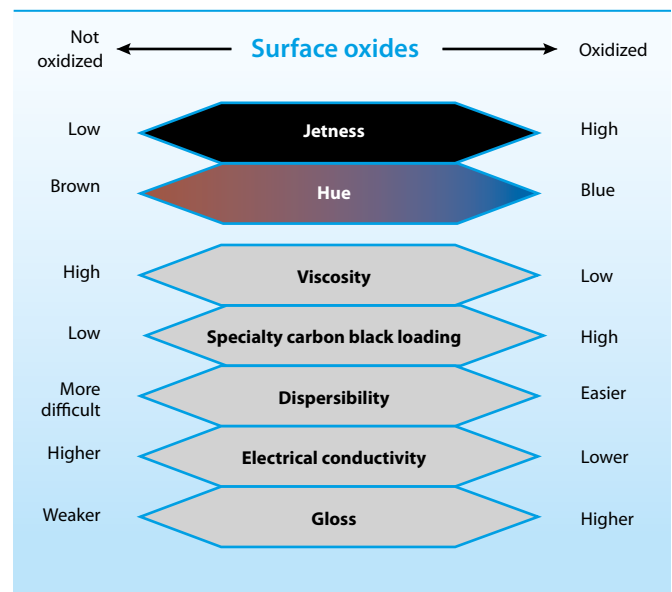 Not
oxidized
Surface oxides
Oxidized
Low
Jetness
High
Brown
Hue
Blue
High
Viscosity
Low
Low
Specialty carbon black loading
High
More
difficult
Dispersibility
Easier
Higher
Electrical conductivity
Lower
Weaker
Gloss
Higher